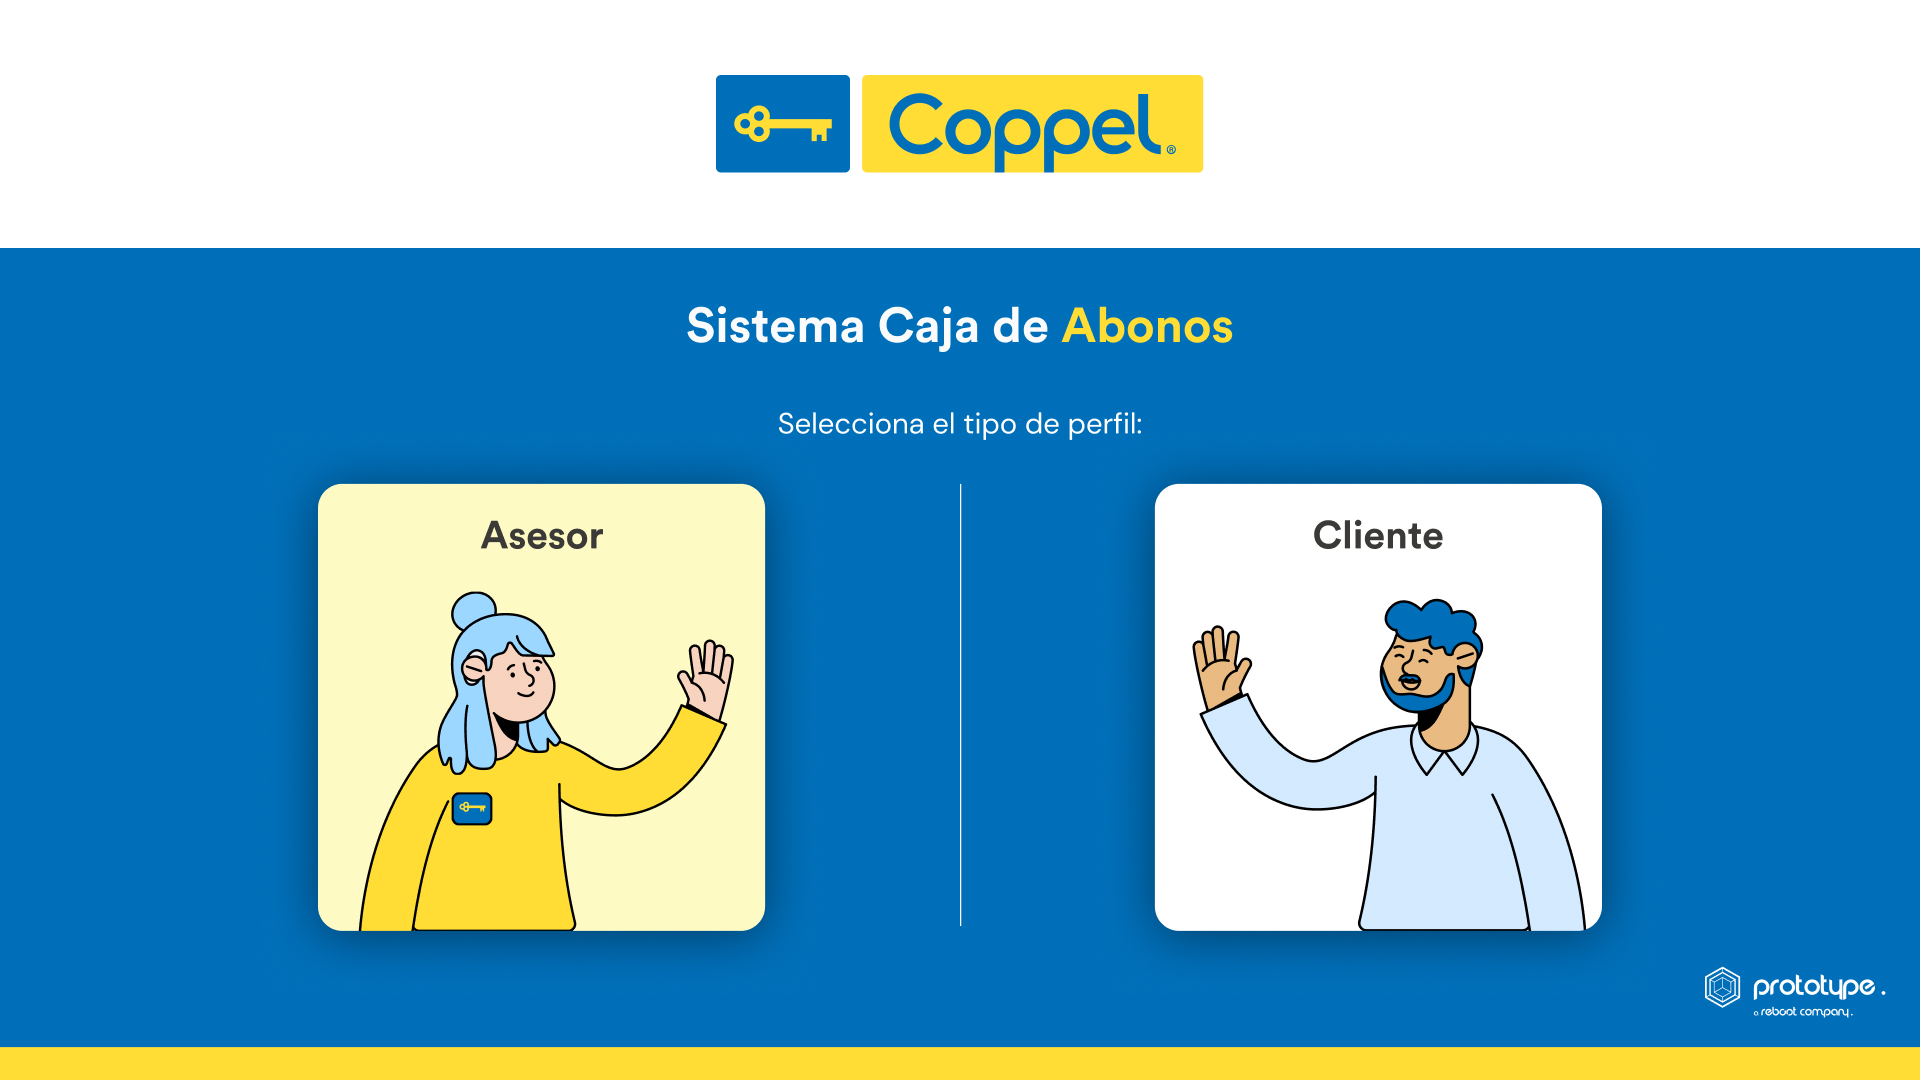 Coppel®
Sistema Caja de Abonos
Selecciona el tipo de perfil:
Asesor
Cliente
prototype.
a reboot company.